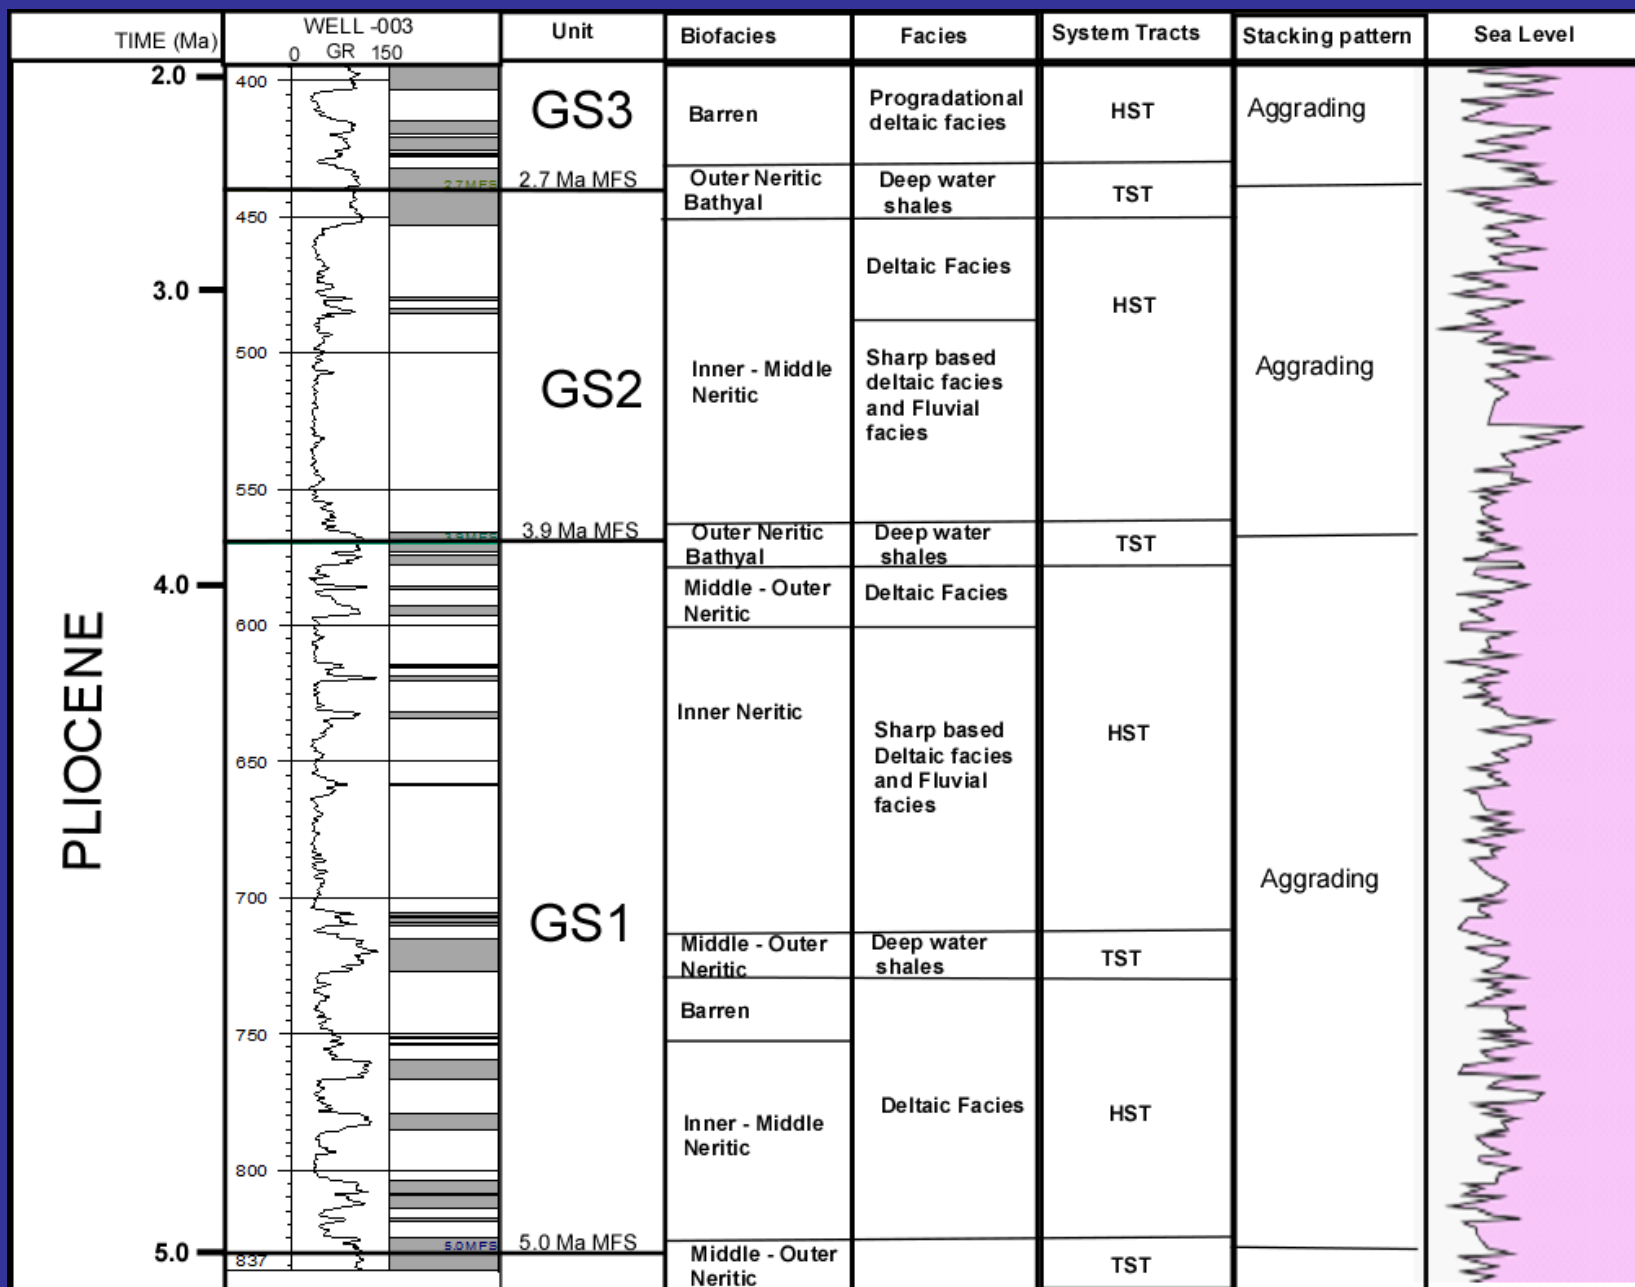 TIME (Ma)
WELL -003
0 GR 150
Unit
Biofacies
Facies
System Tracts
Stacking pattern
Sea Level
PLIOCENE
2.0
3.0
4.0
5.0
400
450
500
550
600
650
700
750
800
837
2.7MFS
3.9MFS
5.0MFS
GS3
2.7 Ma MFS
GS2
3.9 Ma MFS
GS1
5.0 Ma MFS
Barren
Outer Neritic
Bathyal
Inner - Middle
Neritic
Outer Neritic
Bathyal
Middle - Outer
Neritic
Inner Neritic
Middle - Outer
Neritic
Barren
Inner - Middle
Neritic
Middle - Outer
Neritic
Progradational
deltaic facies
Deep water
shales
Deltaic Facies
Sharp based
deltaic facies
and Fluvial
facies
Deep water
shales
Deltaic Facies
Sharp based
Deltaic facies
and Fluvial
facies
Deep water
shales
Deltaic Facies
HST
TST
HST
TST
HST
TST
HST
TST
Aggrading
Aggrading
Aggrading